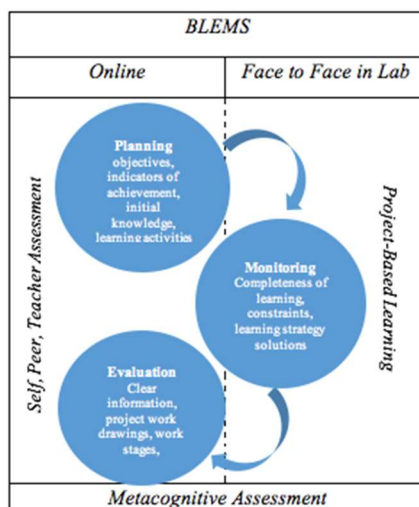 BLEMS
Online
Face to Face in Lab
Self, Peer, Teacher Assessment
Planning
objectives,
indicators of
achievement,
initial
knowledge,
learning activities
Monitoring
Completeness of
learning,
constraints,
learning strategy
solutions
Project-Based Learning
Evaluation
Clear
information,
project work
drawings, work
stages,
Metacognitive Assessment